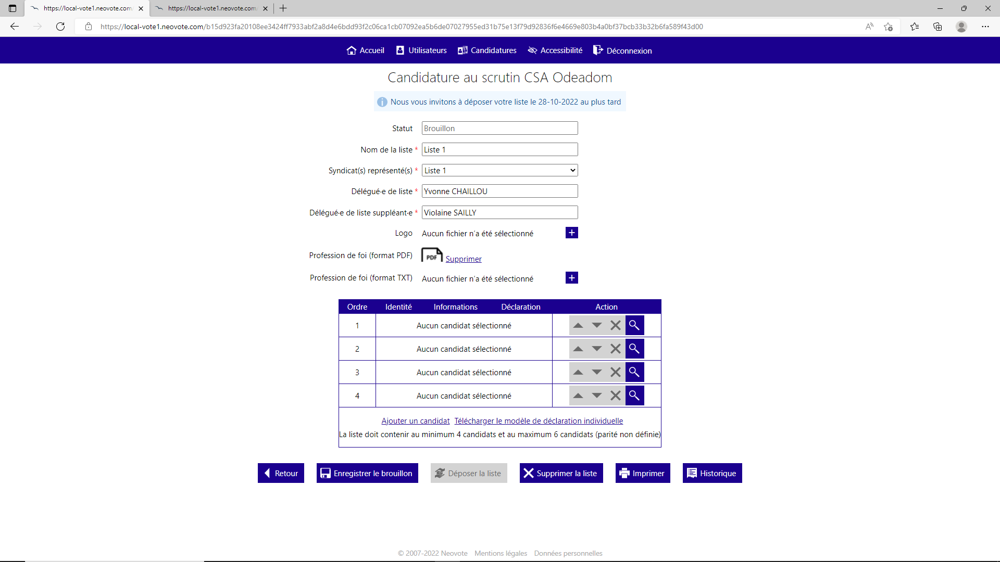 https://local-vote1.neovote.com/
https://local-vote1.neovote.com/
https://local-vote1.neovote.com/b15d923fa20108ee3424ff7933abf2a8d4e6bdd93f2c06ca1cb07092ea5b6de07027955ed31b75e13f79d92836f6e4669e803b4a0bf37bcb33b32b6fa589f43d00
Accueil Utilisateurs Candidatures Accessibilité Déconnexion
Candidature au scrutin CSA Odeadom
Nous vous invitons à déposer votre liste le 28-10-2022 au plus tard
Statut Brouillon
Nom de la liste * Liste 1
Syndicat(s) représenté(s) * Liste 1
Délégué·e de liste * Yvonne CHAILLOU
Délégué·e de liste suppléant·e * Violaine SAILLY
Logo Aucun fichier n'a été sélectionné +
Profession de foi (format PDF) PDF Supprimer
Profession de foi (format TXT) Aucun fichier n'a été sélectionné +
Ordre Identité Informations Déclaration Action
1 Aucun candidat sélectionné
2 Aucun candidat sélectionné
3 Aucun candidat sélectionné
4 Aucun candidat sélectionné
Ajouter un candidat Télécharger le modèle de déclaration individuelle
La liste doit contenir au minimum 4 candidats et au maximum 6 candidats (parité non définie)
Retour Enregistrer le brouillon Déposer la liste Supprimer la liste Imprimer Historique
© 2007-2022 Neovote Mentions légales Données personnelles